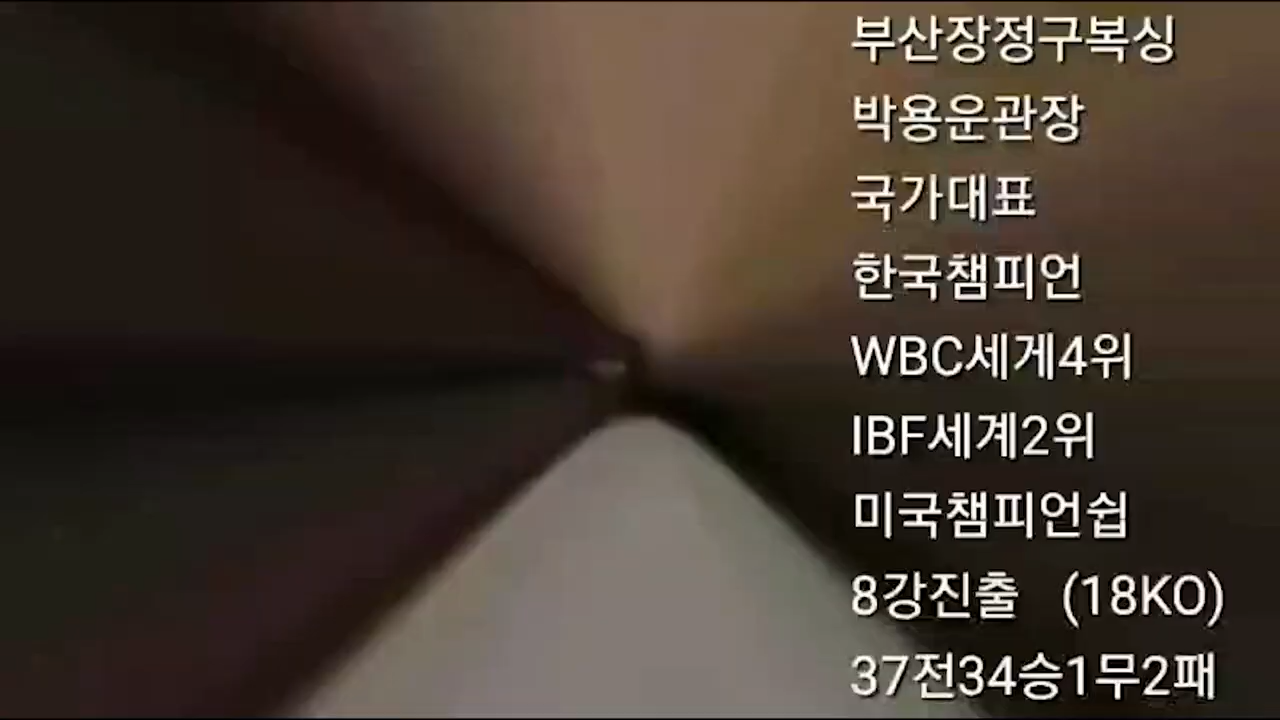 부산장정구복싱
박용운관장
국가대표
한국챔피언
WBC세게4위
IBF세계2위
미국챔피언쉽
8강진출 (18KO)
37전34승1무2패